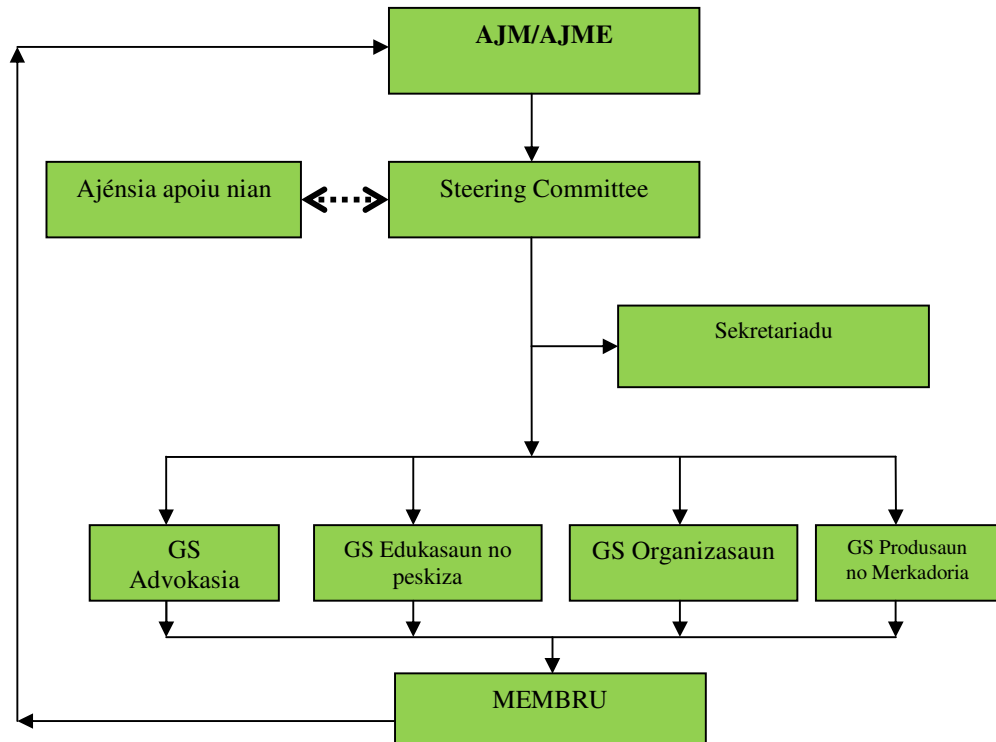 AJM/AJME
Ajénsia apoiu nian
Steering Committee
Sekretariadu
GS
Advokasia
GS Edukasaun no
peskiza
GS Organizasaun
GS Produsaun
no Merkadoria
MEMBRU